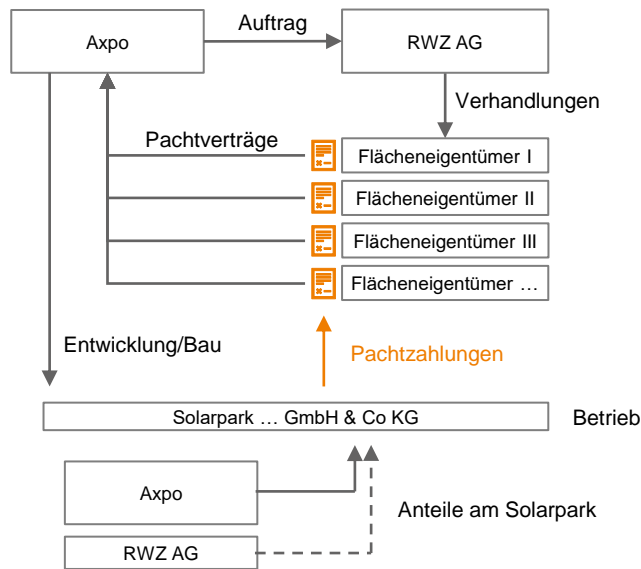 Auftrag
Axpo
RWZ AG
Verhandlungen
Pachtverträge
Flächeneigentümer I
Flächeneigentümer II
Flächeneigentümer III
Flächeneigentümer …
Entwicklung/Bau
Pachtzahlungen
Solarpark … GmbH & Co KG
Betrieb
Axpo
Anteile am Solarpark
RWZ AG